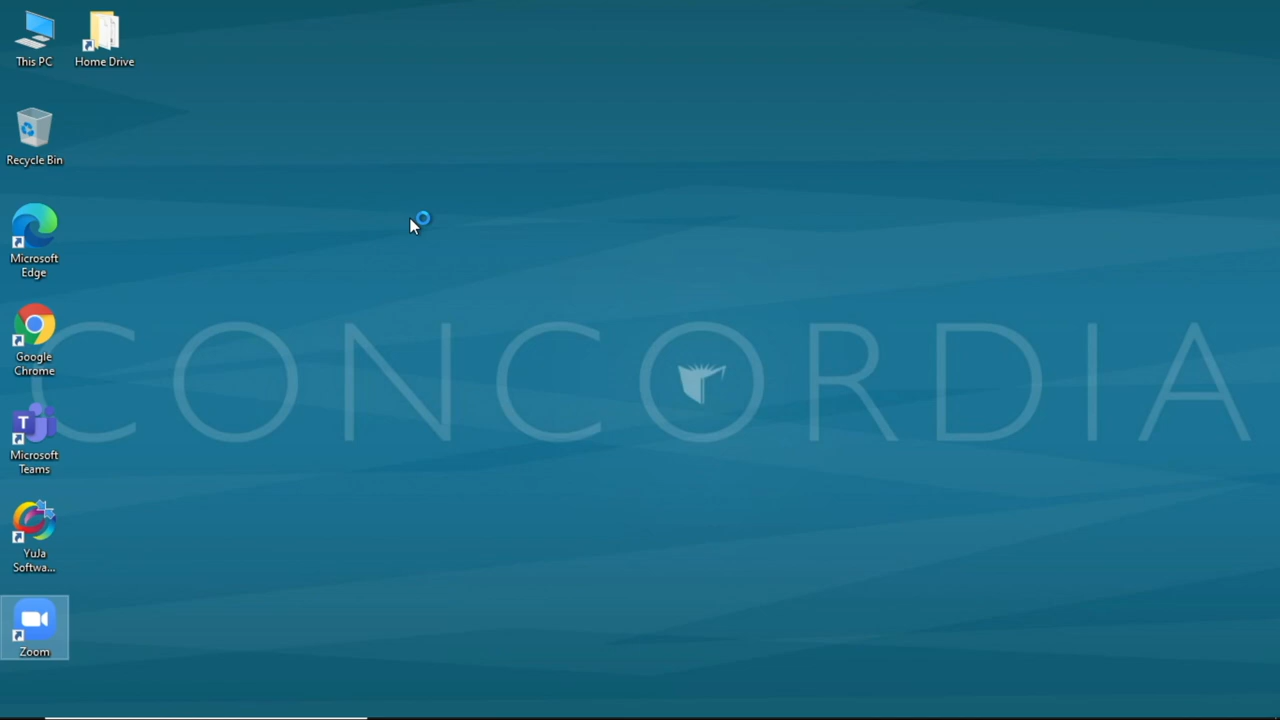 This PC
Home Drive
Recycle Bin
Microsoft
Edge
Google
Chrome
CONCORDIA
Microsoft
Teams
YuJa
Softwa...
Zoom